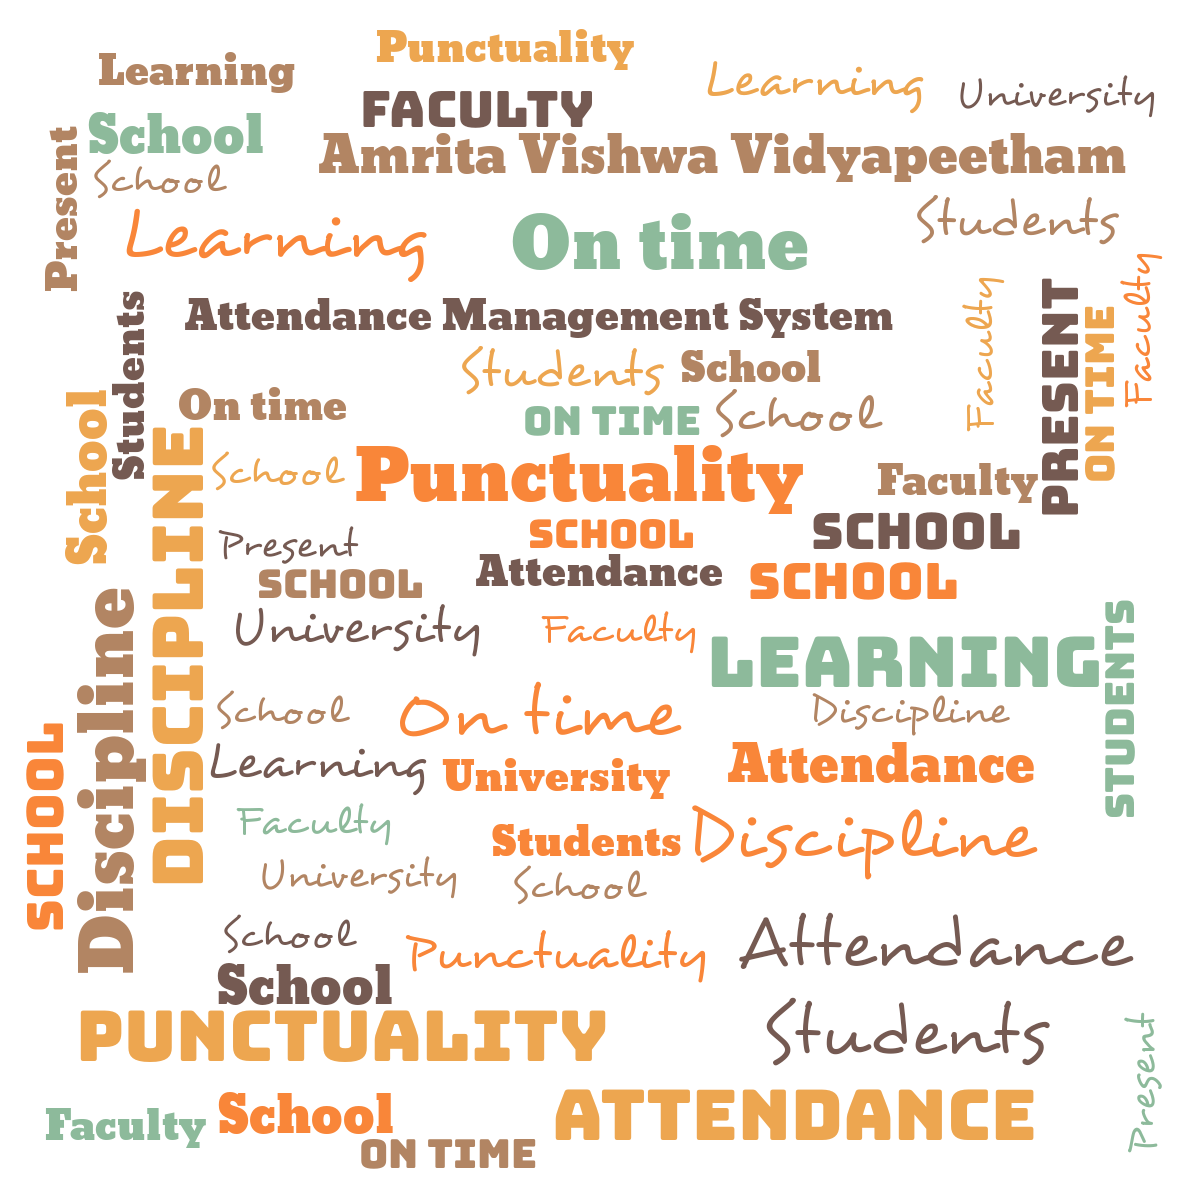 Punctuality
Learning
Learning
University
FACULTY
School
Amrita Vishwa Vidyapeetham
Present
School
Students
Learning
On time
Faculty
Faculty
PRESENT
Students
Attendance Management System
ON TIME
Students
School
School
On time
School
ON TIME
DISCIPLINE
School
Punctuality
Faculty
SCHOOL
SCHOOL
Present
Attendance
SCHOOL
SCHOOL
Discipline
University
Faculty
STUDENTS
LEARNING
School
On time
Discipline
SCHOOL
Learning
University
Attendance
Faculty
Students
Discipline
University
School
School
Punctuality
Attendance
School
PUNCTUALITY
Students
Present
Faculty
School
ATTENDANCE
ON TIME